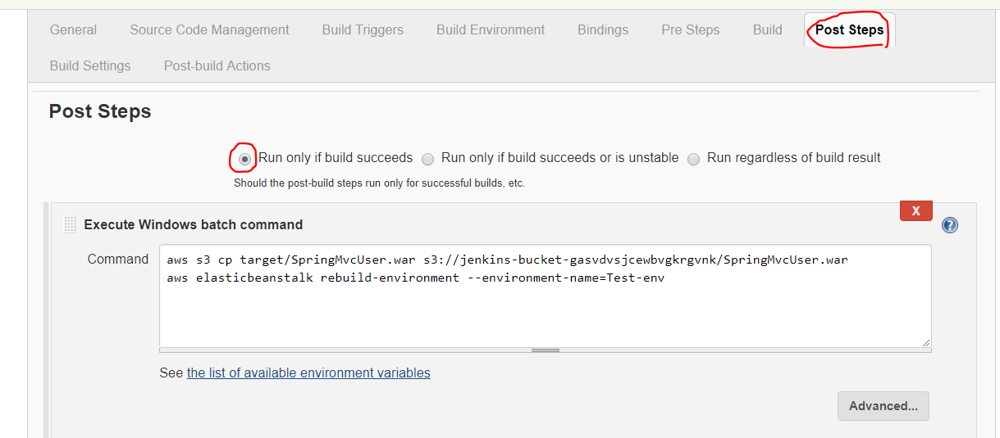 General Source Code Management Build Triggers Build Environment Bindings Pre Steps Build Post Steps
Build Settings Post-build Actions
Post Steps
Run only if build succeeds Run only if build succeeds or is unstable Run regardless of build result
Should the post-build steps run only for successful builds, etc.
X
Execute Windows batch command ?
Command aws s3 cp target/SpringMvcUser.war s3://jenkins-bucket-gasvdvsjcewbvgkrgvnk/SpringMvcUser.war
aws elasticbeanstalk rebuild-environment --environment-name=Test-env
See the list of available environment variables
Advanced...